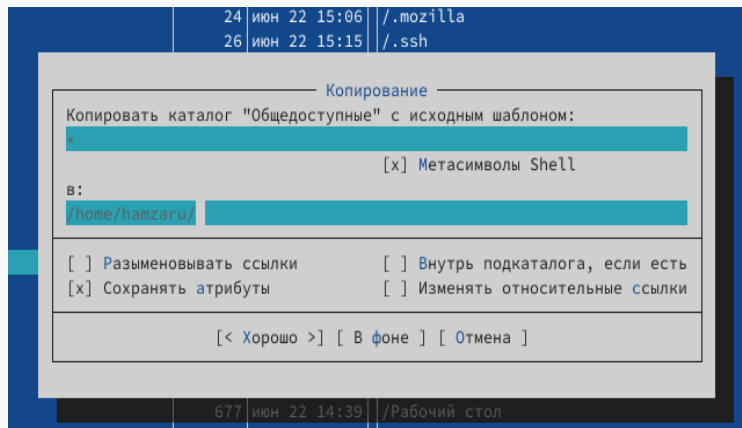 24 июн 22 15:06 /.mozilla
26 июн 22 15:15 /.ssh
Копирование
Копировать каталог "Общедоступные" с исходным шаблоном:
*
[x] Метасимволы Shell
в:
/home/hamzaru/
[ ] Разыменовывать ссылки [ ] Внутрь подкаталога, если есть
[x] Сохранять атрибуты [ ] Изменять относительные ссылки
[< Хорошо >] [ В фоне ] [ Отмена ]
677 июн 22 14:39 /Рабочий стол